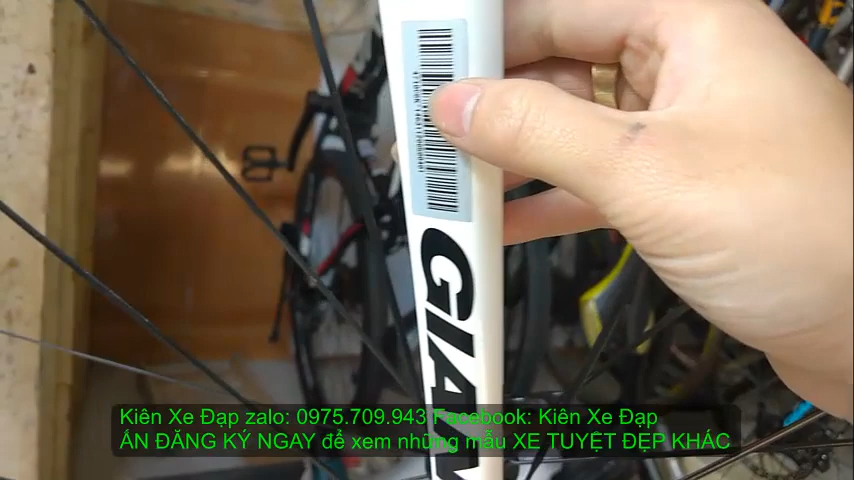 GIAN
Kiên Xe Đạp zalo: 0975.709.943 Facebook: Kiên Xe Đạp
ẤN ĐĂNG KÝ NGAY để xem những mẫu XE TUYỆT ĐẸP KHÁC